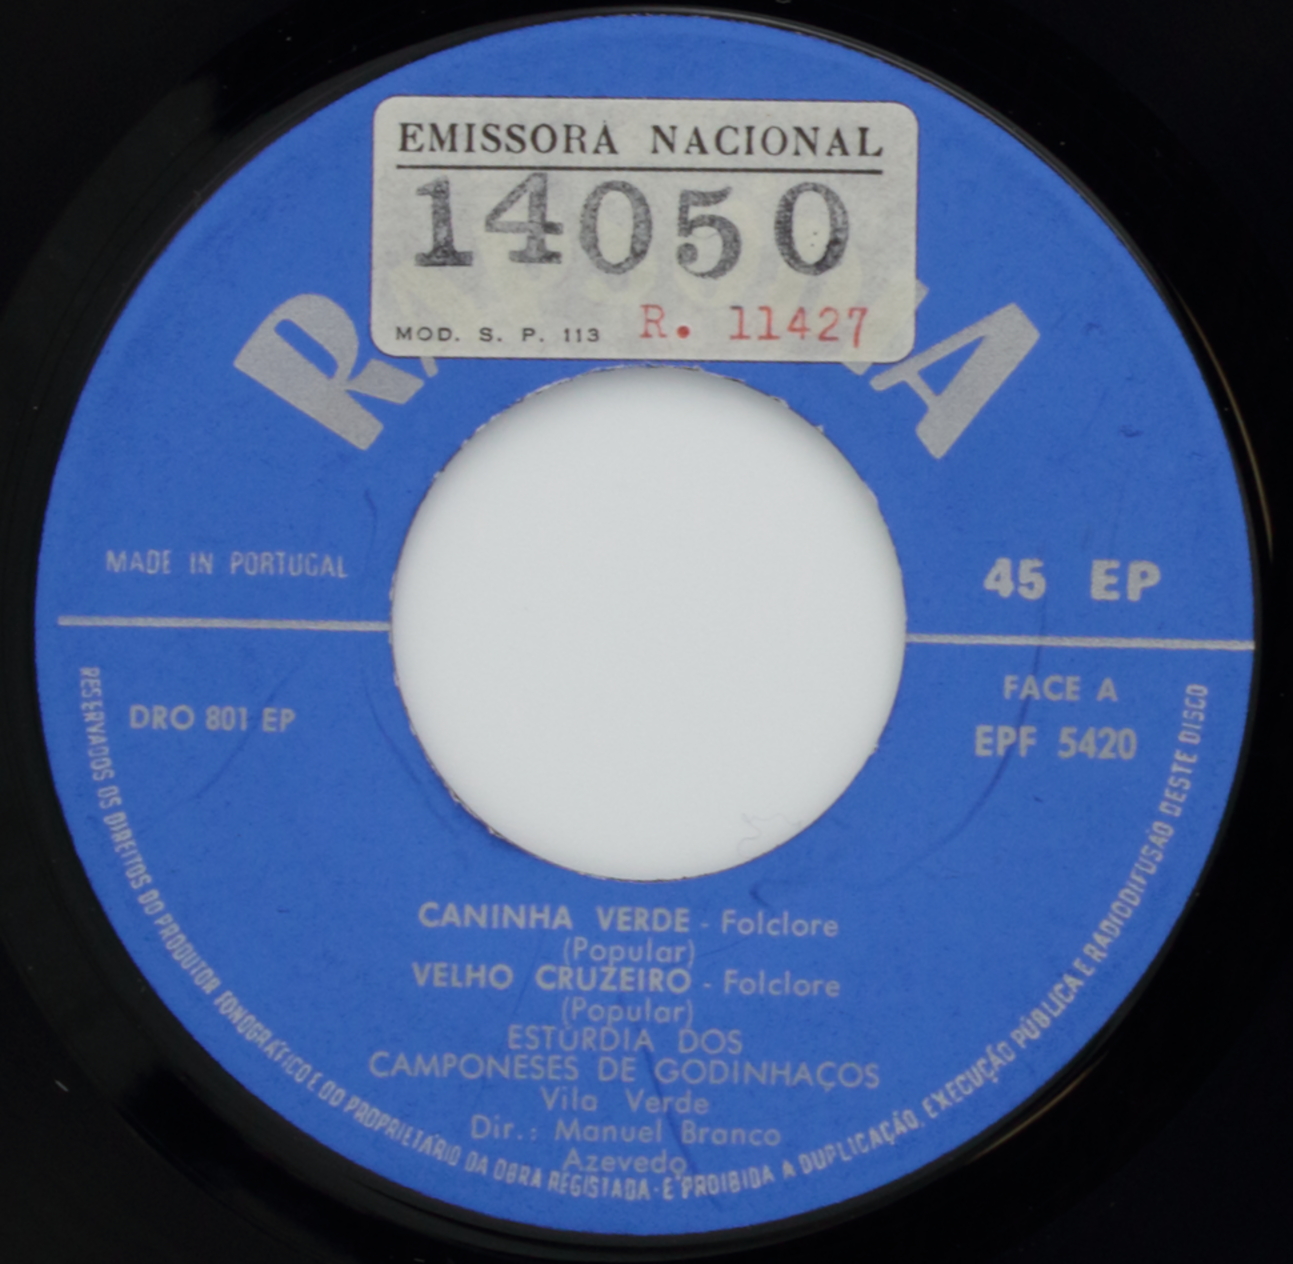 EMISSORA NACIONAL
14050
MOD. S. P. 113 R. 11427
MADE IN PORTUGAL
45 EP
DRO 801 EP
FACE A
EPF 5420
CANINHA VERDE - Folclore
(Popular)
VELHO CRUZEIRO - Folclore
(Popular)
ESTÚRDIA DOS
CAMPONESES DE GODINHAÇOS
Vila Verde
Dir.: Manuel Branco
Azevedo
RESERVADOS OS DIREITOS DO PRODUTOR FONOGRÁFICO E DO PROPRIETÁRIO DA OBRA REGISTADA - É PROIBIDA A DUPLICAÇÃO, EXECUÇÃO PÚBLICA E RADIODIFUSÃO DESTE DISCO